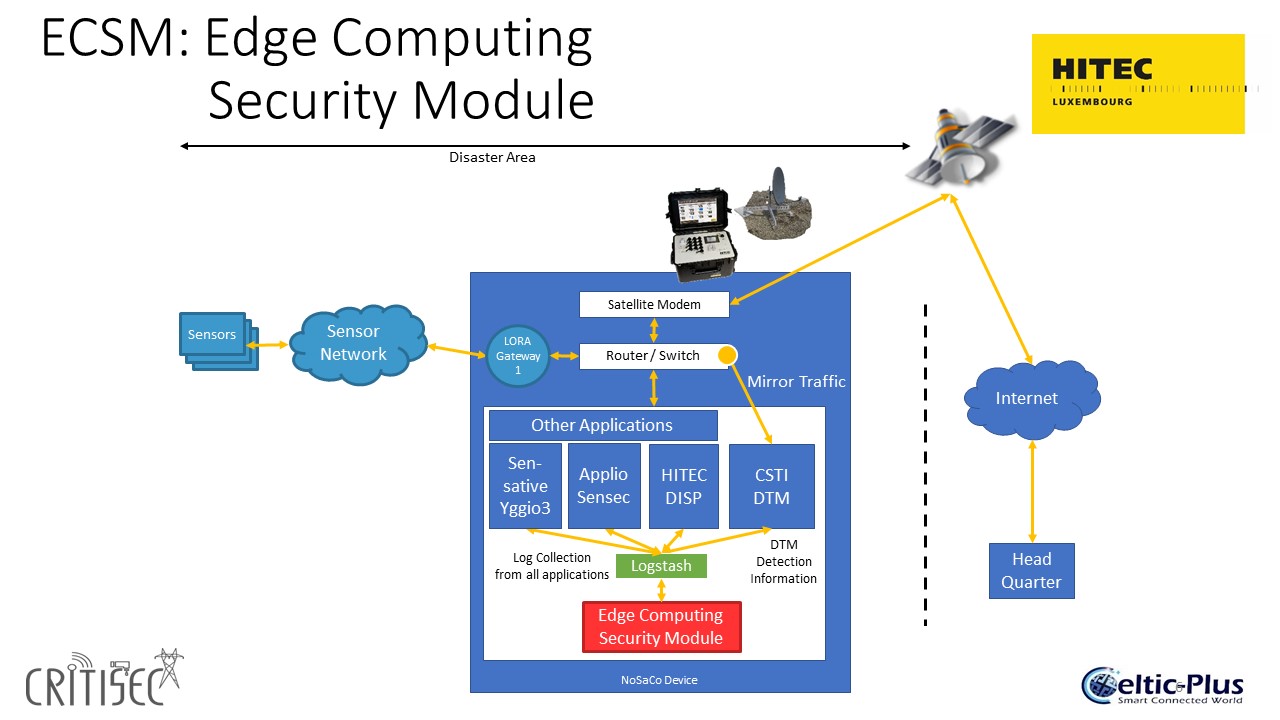 ECSM: Edge Computing
Security Module
HITEC
LUXEMBOURG
Disaster Area
Satellite Modem
Sensors
Sensor
Network
LORA
Gateway
1
Router / Switch
Mirror Traffic
Internet
Other Applications
Sen-
sative
Yggio3
Applio
Sensec
HITEC
DISP
CSTI
DTM
Log Collection
from all applications
Logstash
DTM
Detection
Information
Head
Quarter
Edge Computing
Security Module
NoSaCo Device
CRITISEC
Celtic-Plus
Smart Connected World